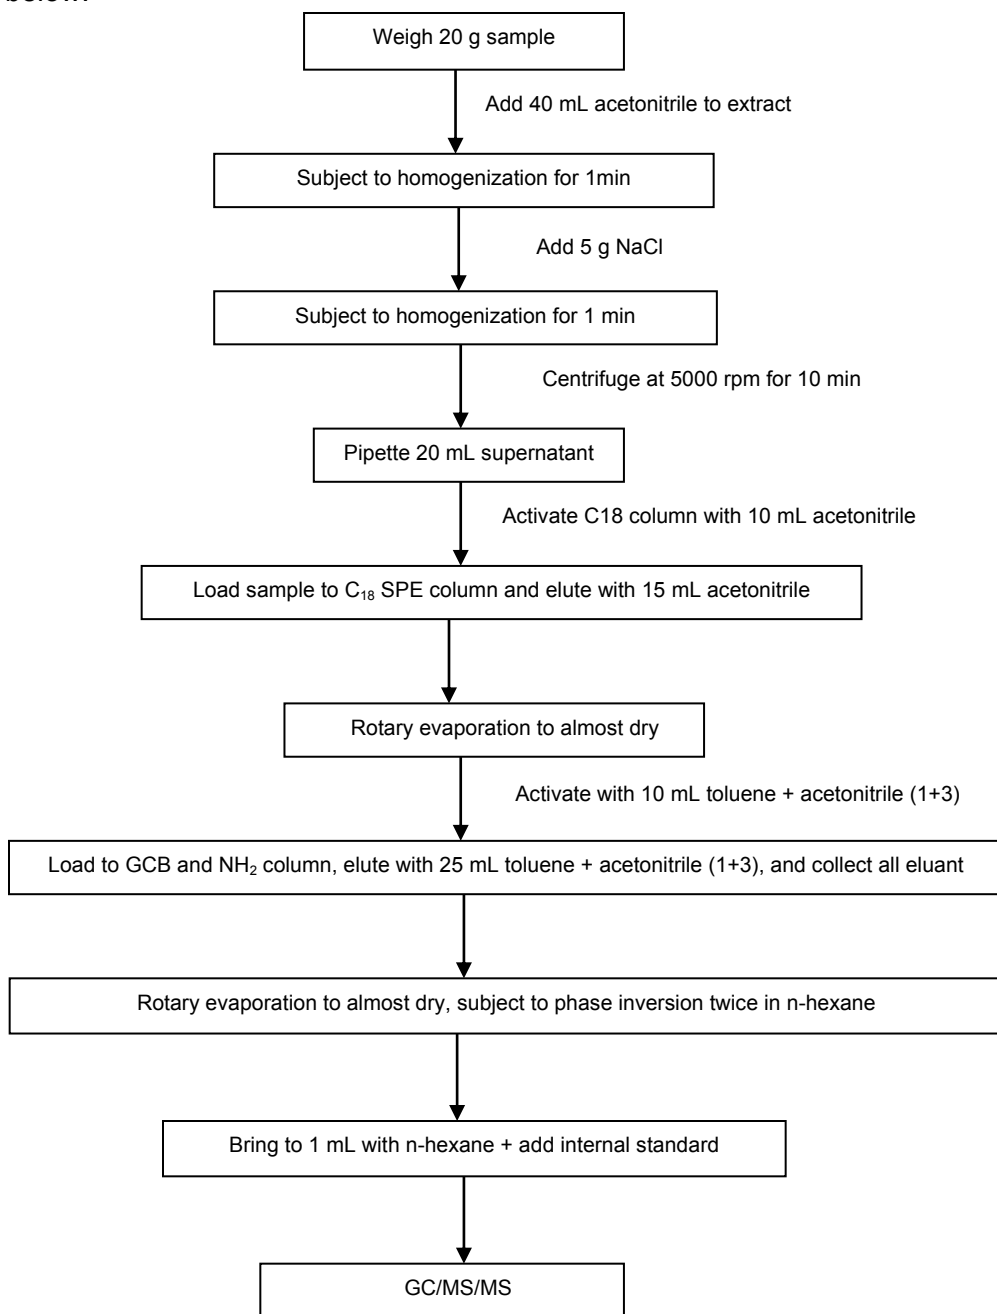 Weigh 20 g sample
Add 40 mL acetonitrile to extract
Subject to homogenization for 1min
Add 5 g NaCl
Subject to homogenization for 1 min
Centrifuge at 5000 rpm for 10 min
Pipette 20 mL supernatant
Activate C18 column with 10 mL acetonitrile
Load sample to C₁₈ SPE column and elute with 15 mL acetonitrile
Rotary evaporation to almost dry
Activate with 10 mL toluene + acetonitrile (1+3)
Load to GCB and NH₂ column, elute with 25 mL toluene + acetonitrile (1+3), and collect all eluant
Rotary evaporation to almost dry, subject to phase inversion twice in n-hexane
Bring to 1 mL with n-hexane + add internal standard
GC/MS/MS